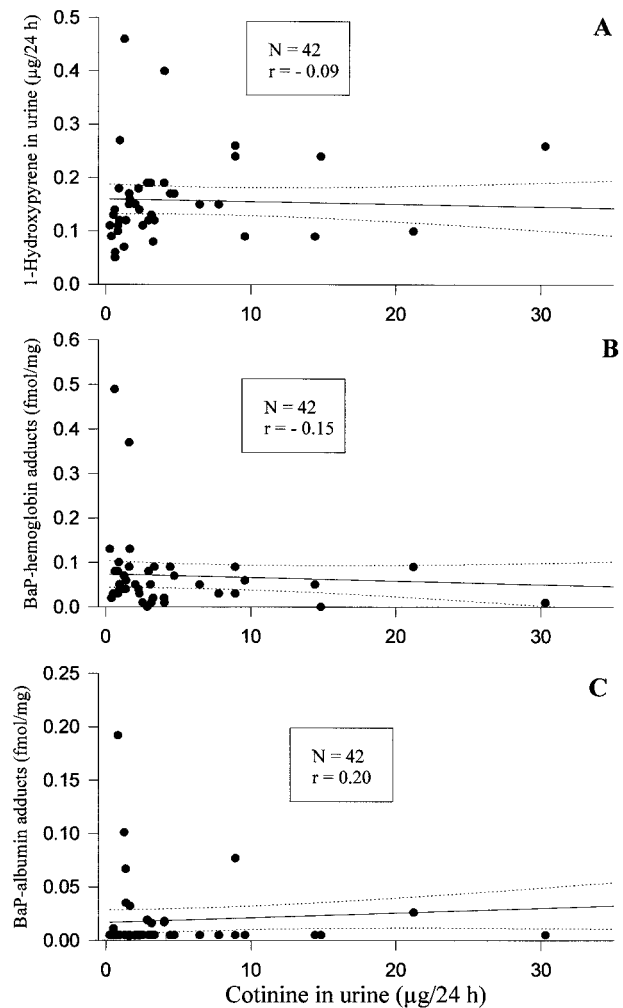 A
N = 42
r = - 0.09
1-Hydroxypyrene in urine (µg/24 h)
0.5
0.4
0.3
0.2
0.1
0.0
0 10 20 30
B
N = 42
r = - 0.15
BaP-hemoglobin adducts (fmol/mg)
0.6
0.5
0.4
0.3
0.2
0.1
0.0
0 10 20 30
C
N = 42
r = 0.20
BaP-albumin adducts (fmol/mg)
0.25
0.20
0.15
0.10
0.05
0.00
0 10 20 30
Cotinine in urine (µg/24 h)